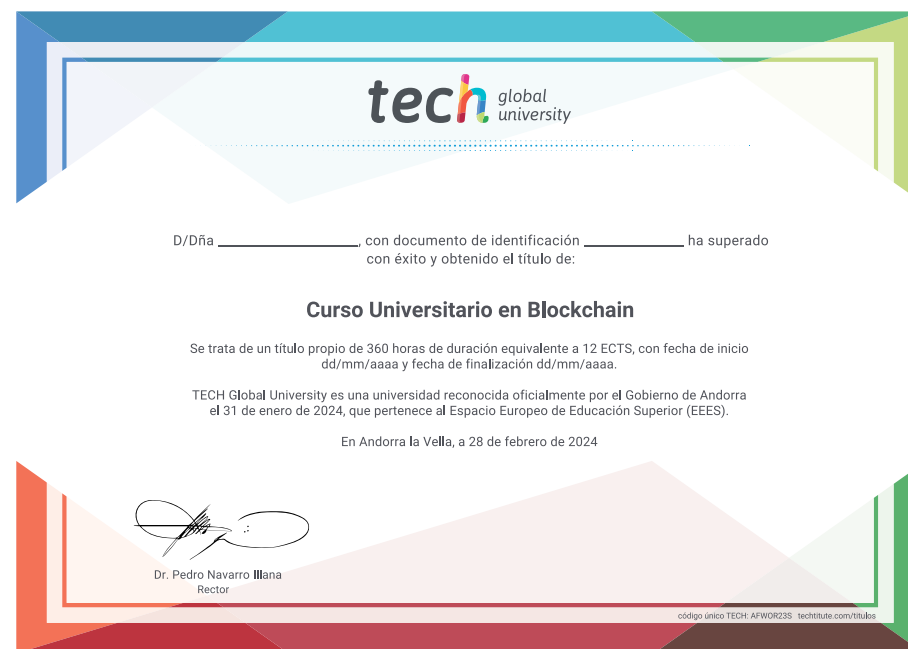 tech global university
D/Dña ____________________, con documento de identificación ______________ ha superado
con éxito y obtenido el título de:
Curso Universitario en Blockchain
Se trata de un título propio de 360 horas de duración equivalente a 12 ECTS, con fecha de inicio
dd/mm/aaaa y fecha de finalización dd/mm/aaaa.
TECH Global University es una universidad reconocida oficialmente por el Gobierno de Andorra
el 31 de enero de 2024, que pertenece al Espacio Europeo de Educación Superior (EEES).
En Andorra la Vella, a 28 de febrero de 2024
Dr. Pedro Navarro Illana
Rector
código único TECH: AFWOR23S techtitute.com/titulos